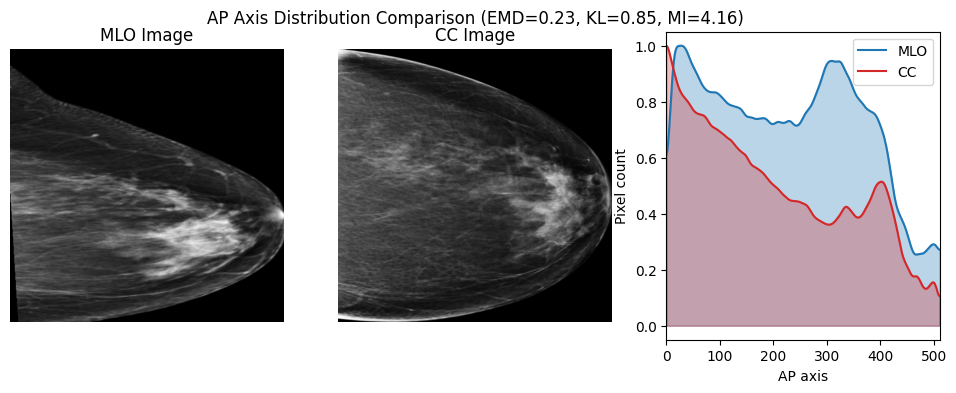 AP Axis Distribution Comparison (EMD=0.23, KL=0.85, MI=4.16)
MLO Image
CC Image
MLO
CC
Pixel count
1.0
0.8
0.6
0.4
0.2
0.0
0 100 200 300 400 500
AP axis